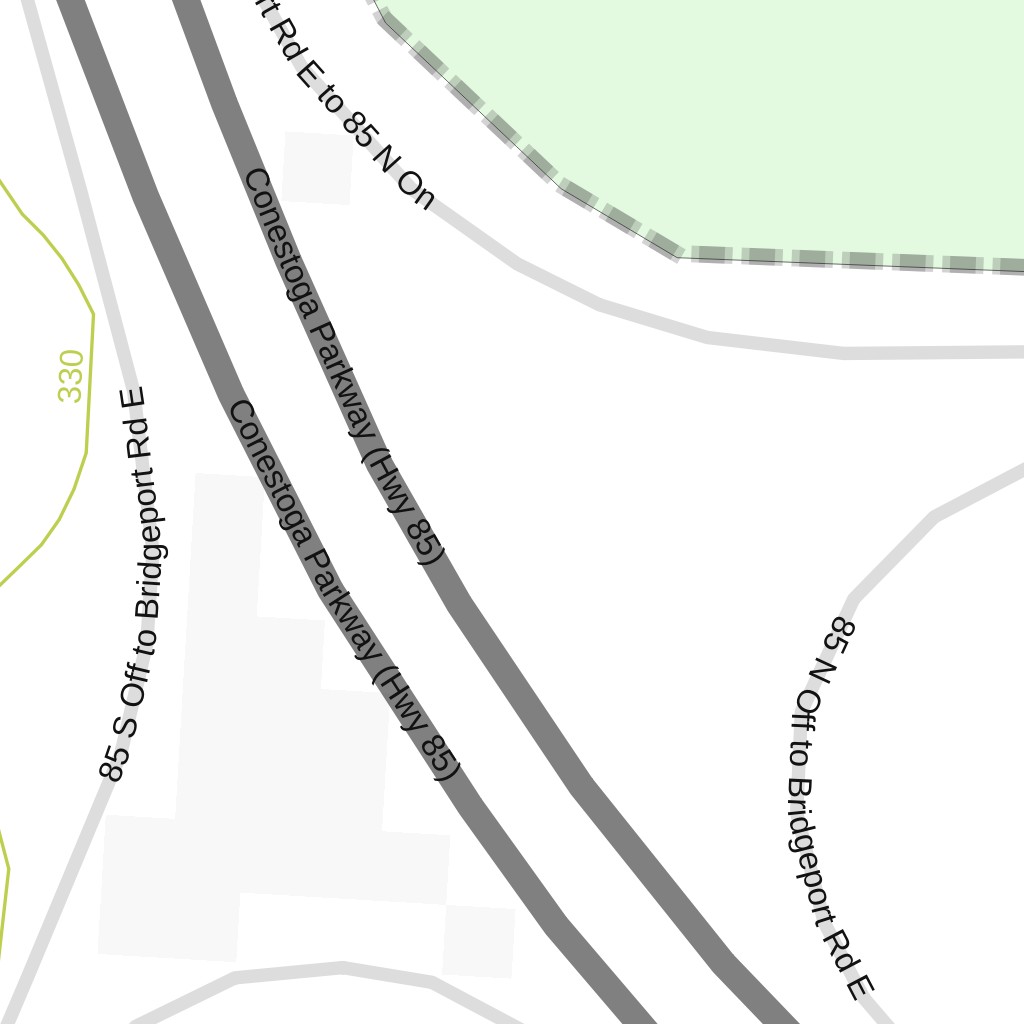 rt Rd E to 85 N On
Conestoga Parkway (Hwy 85)
330
85 S Off to Bridgeport Rd E
Conestoga Parkway (Hwy 85)
85 N Off to Bridgeport Rd E